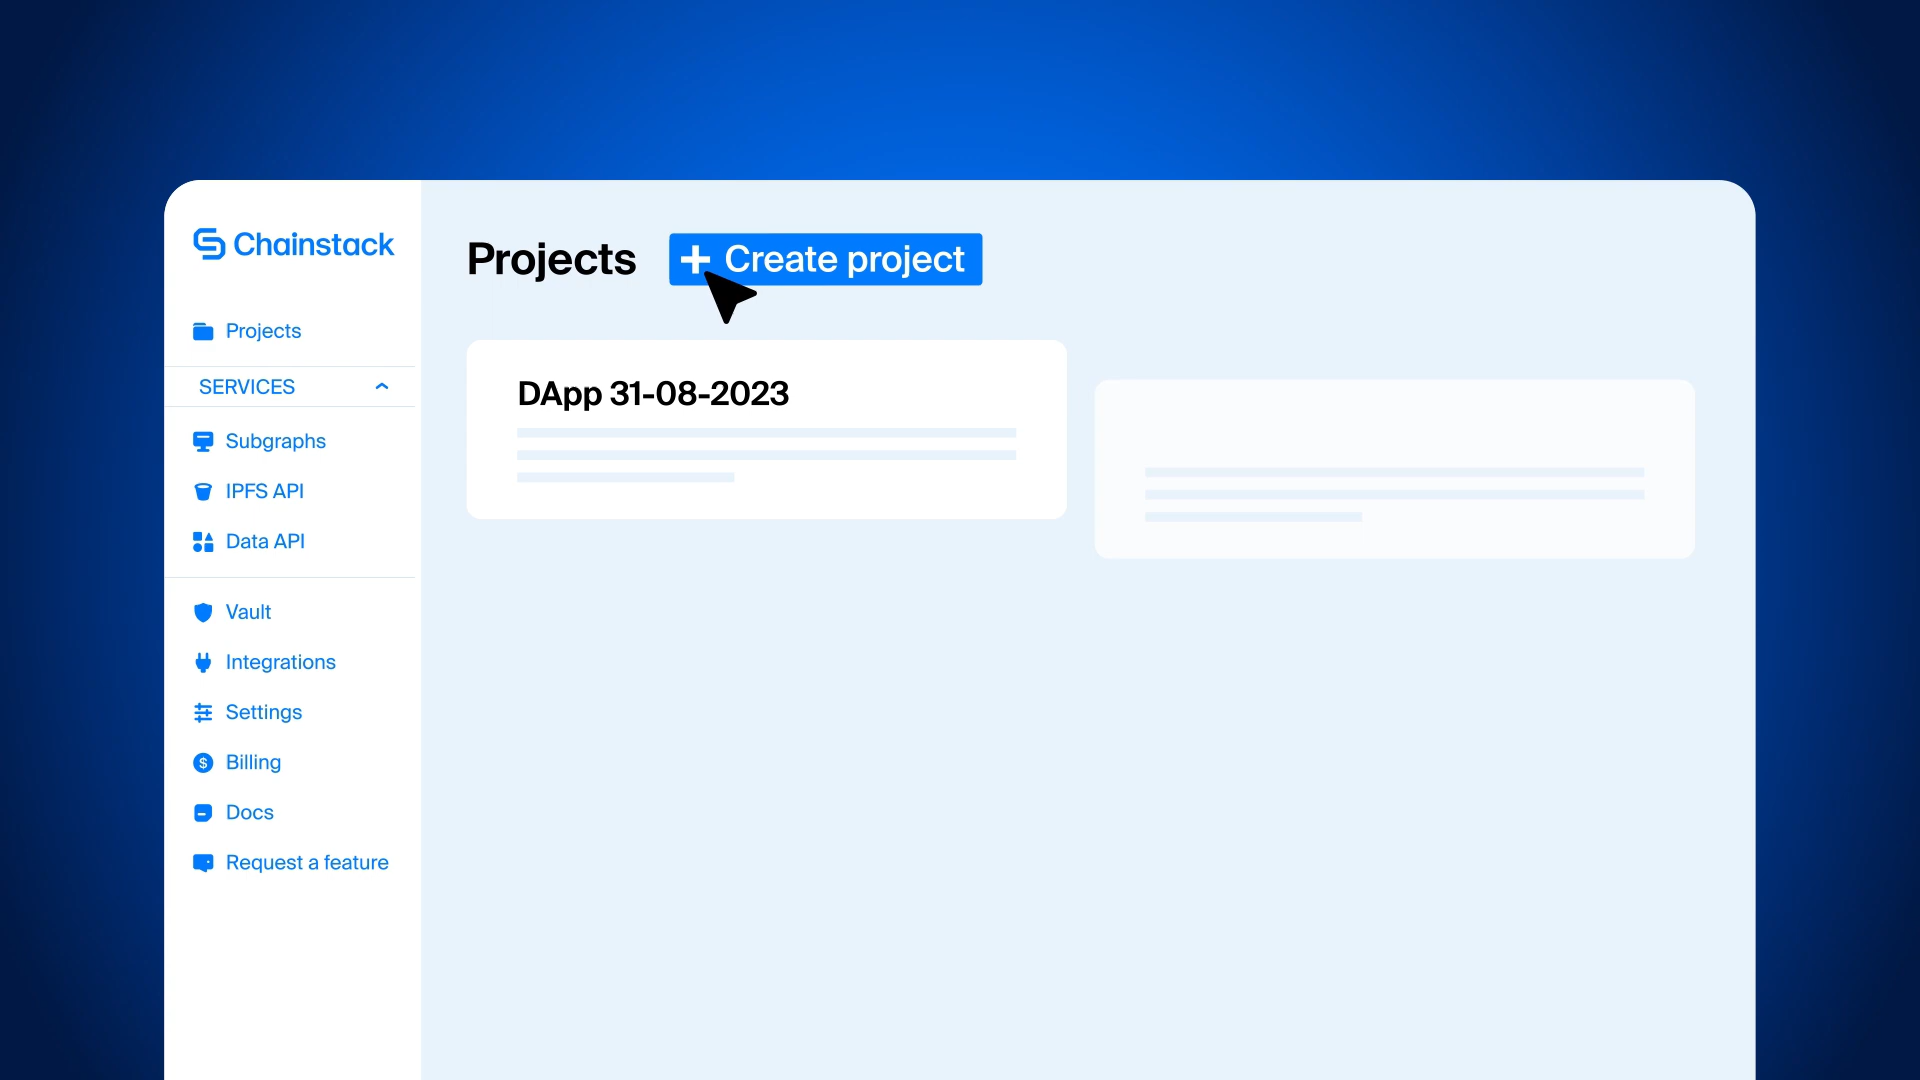 Chainstack
Projects
SERVICES
Subgraphs
IPFS API
Data API
Vault
Integrations
Settings
Billing
Docs
Request a feature
Projects
Create project
DApp 31-08-2023